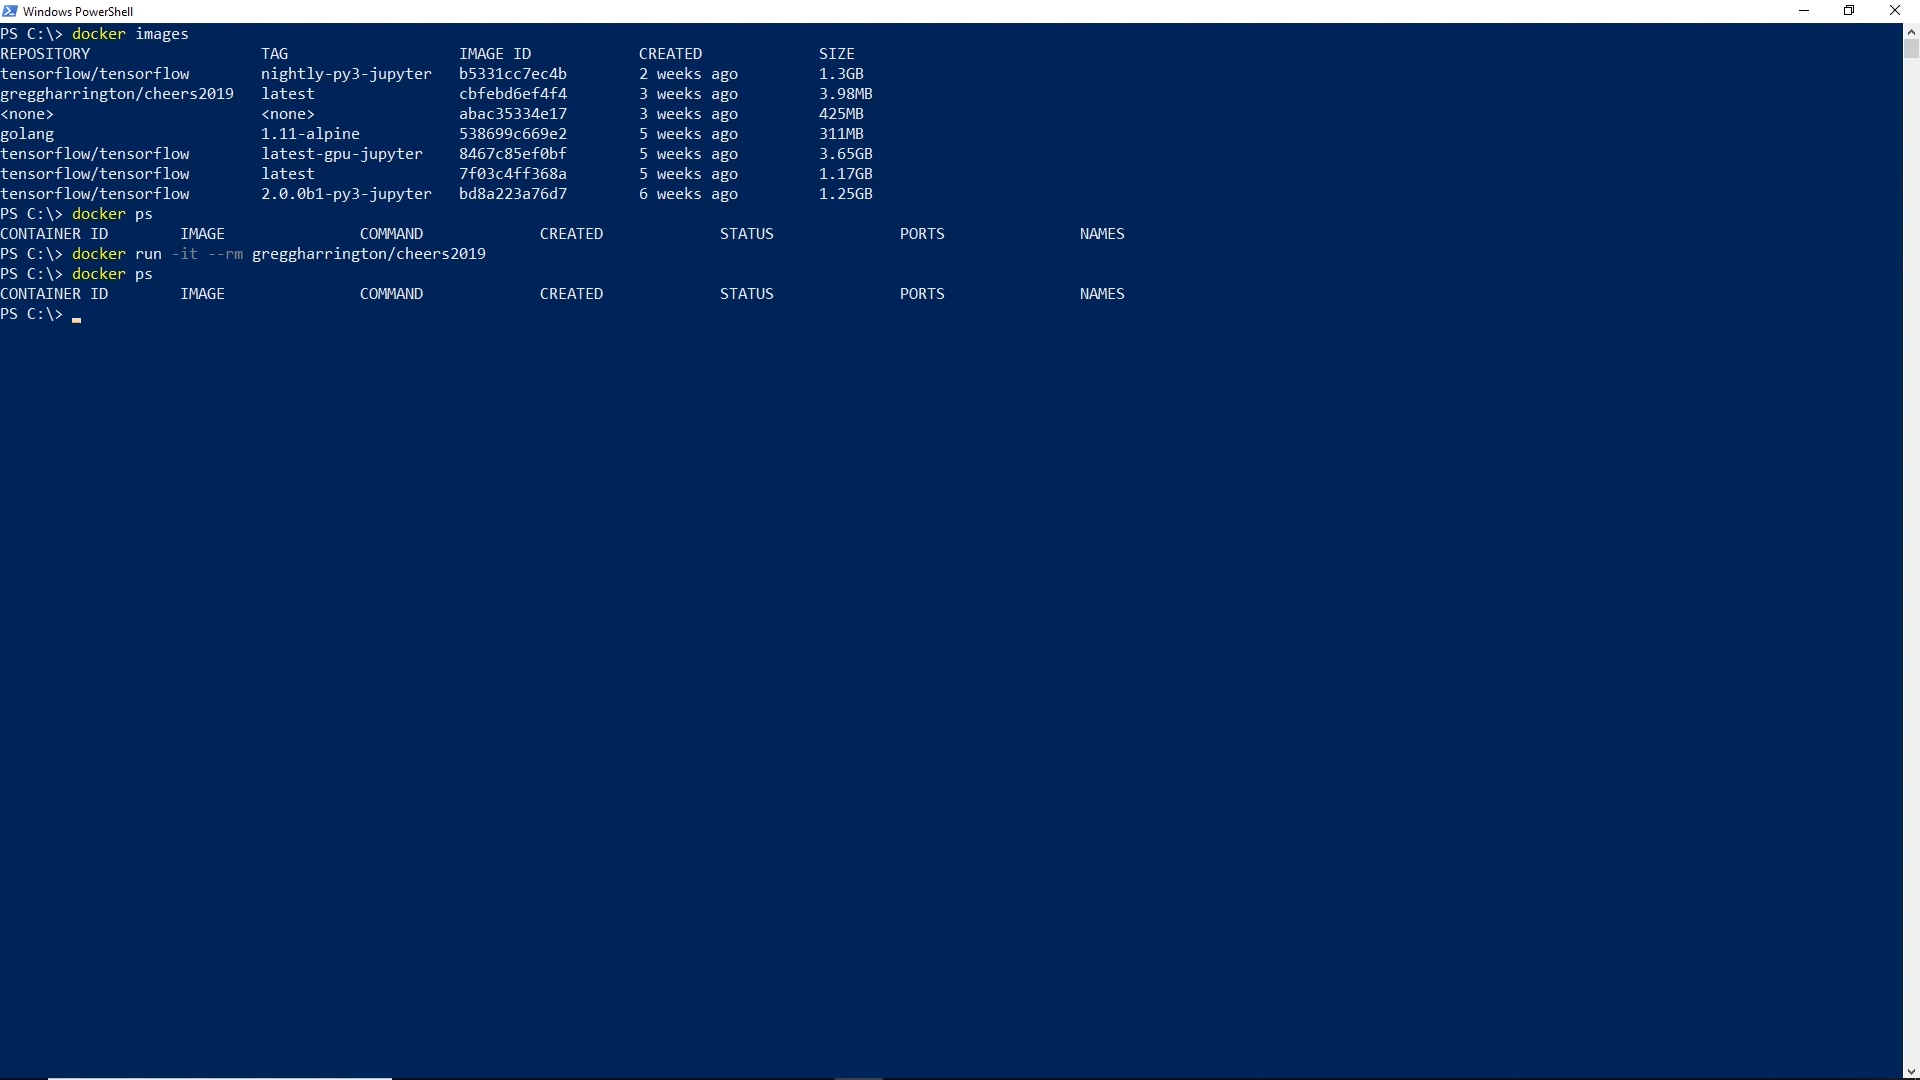 Windows PowerShell
PS C:\> docker images
REPOSITORY TAG IMAGE ID CREATED SIZE
tensorflow/tensorflow nightly-py3-jupyter b5331cc7ec4b 2 weeks ago 1.3GB
greggharrington/cheers2019 latest cbfebd6ef4f4 3 weeks ago 3.98MB
<none> <none> abac35334e17 3 weeks ago 425MB
golang 1.11-alpine 538699c669e2 5 weeks ago 311MB
tensorflow/tensorflow latest-gpu-jupyter 8467c85ef0bf 5 weeks ago 3.65GB
tensorflow/tensorflow latest 7f03c4ff368a 5 weeks ago 1.17GB
tensorflow/tensorflow 2.0.0b1-py3-jupyter bd8a223a76d7 6 weeks ago 1.25GB
PS C:\> docker ps
CONTAINER ID IMAGE COMMAND CREATED STATUS PORTS NAMES
PS C:\> docker run -it --rm greggharrington/cheers2019
PS C:\> docker ps
CONTAINER ID IMAGE COMMAND CREATED STATUS PORTS NAMES
PS C:\>